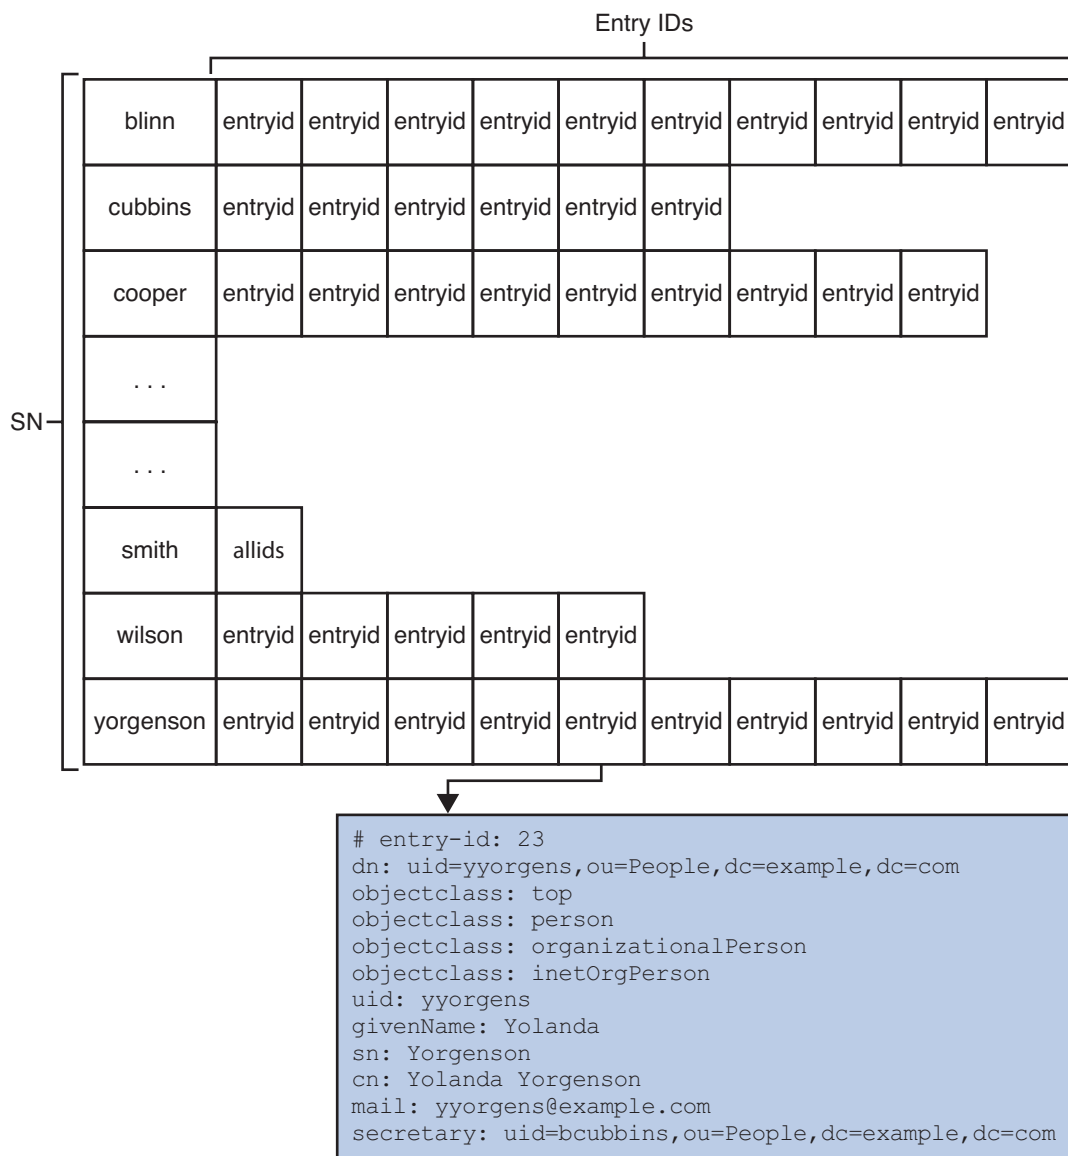 Entry IDs
SN
blinn entryid entryid entryid entryid entryid entryid entryid entryid entryid entryid
cubbins entryid entryid entryid entryid entryid entryid
cooper entryid entryid entryid entryid entryid entryid entryid entryid entryid
. . .
. . .
smith allids
wilson entryid entryid entryid entryid entryid
yorgenson entryid entryid entryid entryid entryid entryid entryid entryid entryid entryid
# entry-id: 23
dn: uid=yyorgens,ou=People,dc=example,dc=com
objectclass: top
objectclass: person
objectclass: organizationalPerson
objectclass: inetOrgPerson
uid: yyorgens
givenName: Yolanda
sn: Yorgenson
cn: Yolanda Yorgenson
mail: yyorgens@example.com
secretary: uid=bcubbins,ou=People,dc=example,dc=com